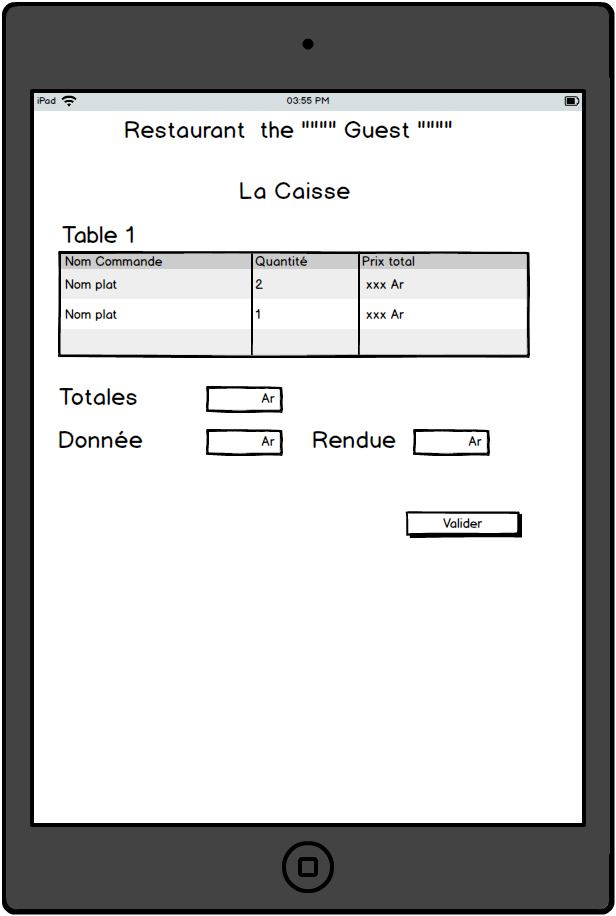 iPad 03:55 PM
Restaurant the """" Guest """"
La Caisse
Table 1
Nom Commande Quantité Prix total
Nom plat 2 xxx Ar
Nom plat 1 xxx Ar
Totales Ar
Donnée Ar Rendue Ar
Valider